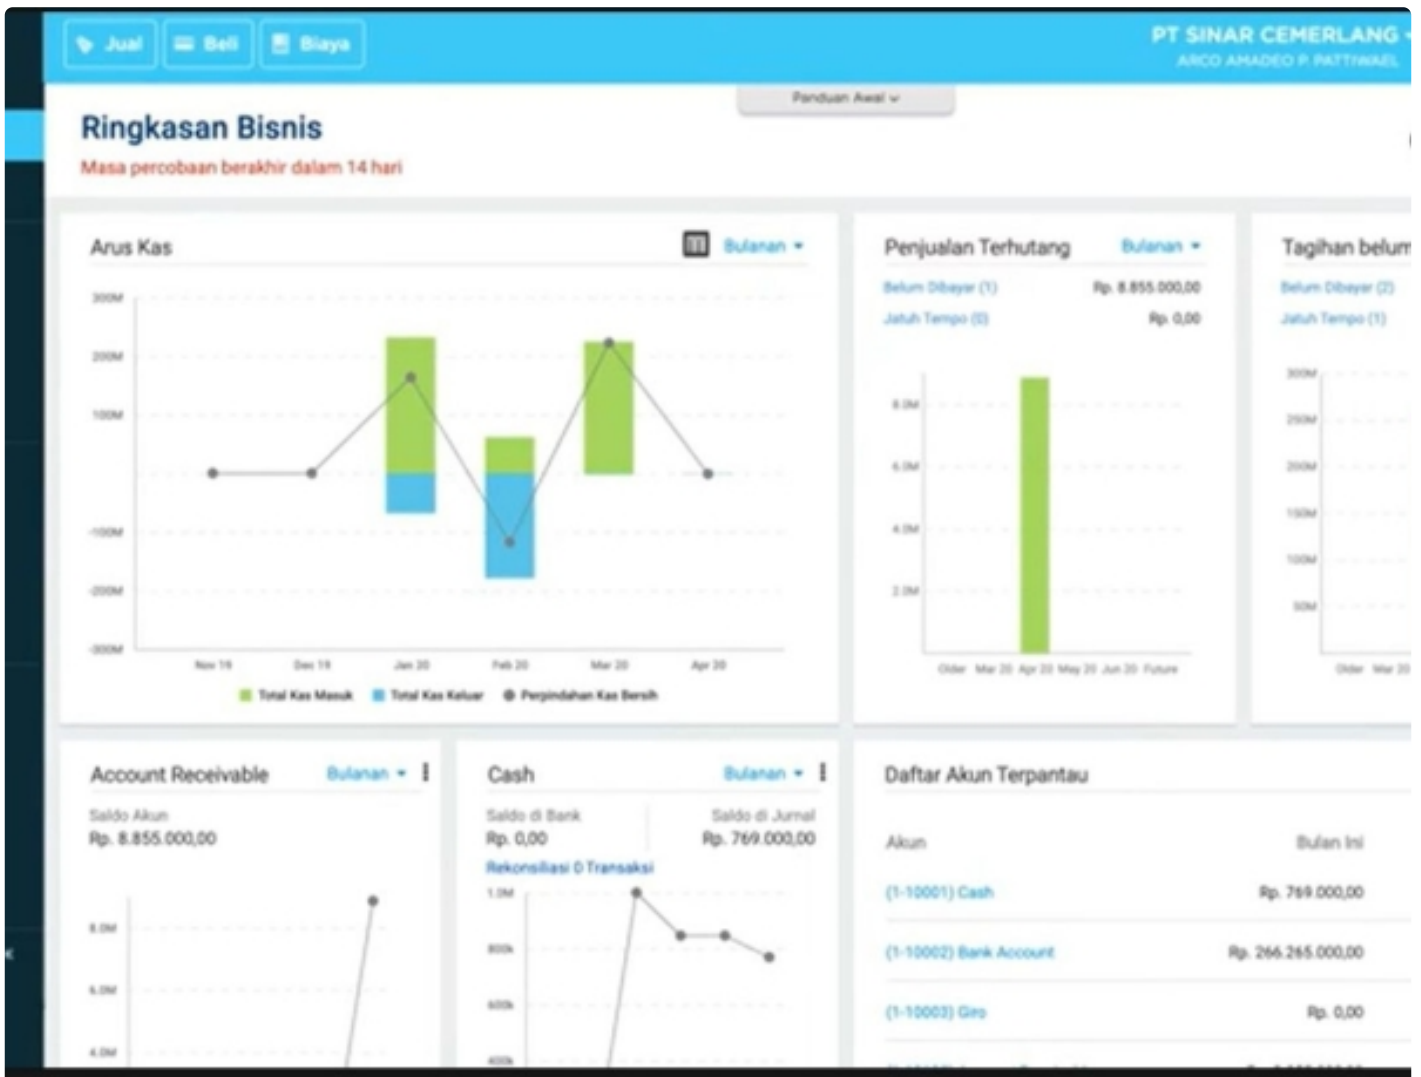 Jual Beli Biaya
PT SINAR CEMERLANG
ARCO AMADEO P. PATTIWAEL
Panduan Awal
Ringkasan Bisnis
Masa percobaan berakhir dalam 14 hari
Arus Kas Bulanan
300M
200M
100M
-100M
-200M
-300M
Nov 19 Dec 19 Jan 20 Feb 20 Mar 20 Apr 20
Total Kas Masuk Total Kas Keluar Perpindahan Kas Bersih
Penjualan Terhutang Bulanan
Belum Dibayar (1) Rp. 8.855.000,00
Jatuh Tempo (0) Rp. 0,00
8.0M
6.0M
4.0M
2.0M
Older Mar 20 Apr 20 May 20 Jun 20 Future
Tagihan belum
Belum Dibayar (2)
Jatuh Tempo (1)
300M
250M
200M
150M
100M
50M
Older Mar 20
Account Receivable Bulanan
Saldo Akun
Rp. 8.855.000,00
8.0M
6.0M
4.0M
Cash Bulanan
Saldo di Bank Saldo di Jurnal
Rp. 0,00 Rp. 769.000,00
Rekonsiliasi 0 Transaksi
1.0M
800k
600k
400k
Daftar Akun Terpantau
Akun Bulan Ini
(1-10001) Cash Rp. 769.000,00
(1-10002) Bank Account Rp. 266.265.000,00
(1-10003) Giro Rp. 0,00